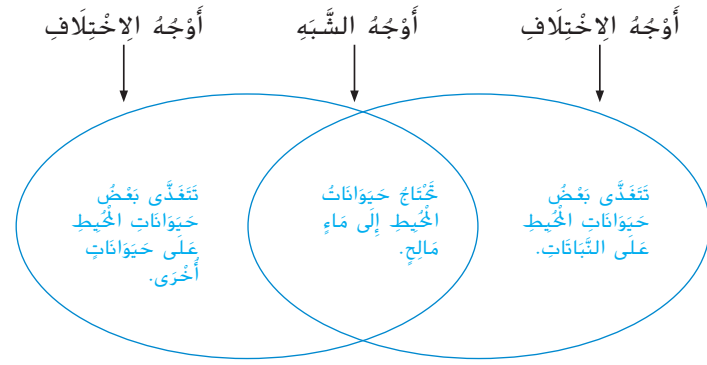 أَوْجُهُ الِاخْتِلَافِ
أَوْجُهُ الشَّبَهِ
أَوْجُهُ الِاخْتِلَافِ
تَتَغَذَّى بَعْضُ
حَيَوَانَاتِ الْمُحِيطِ
عَلَى النَّبَاتَاتِ.
تَحْتَاجُ حَيَوَانَاتُ
الْمُحِيطِ إِلَى مَاءٍ
مَالِحٍ.
تَتَغَذَّى بَعْضُ
حَيَوَانَاتِ الْمُحِيطِ
عَلَى حَيَوَانَاتٍ
أُخْرَى.